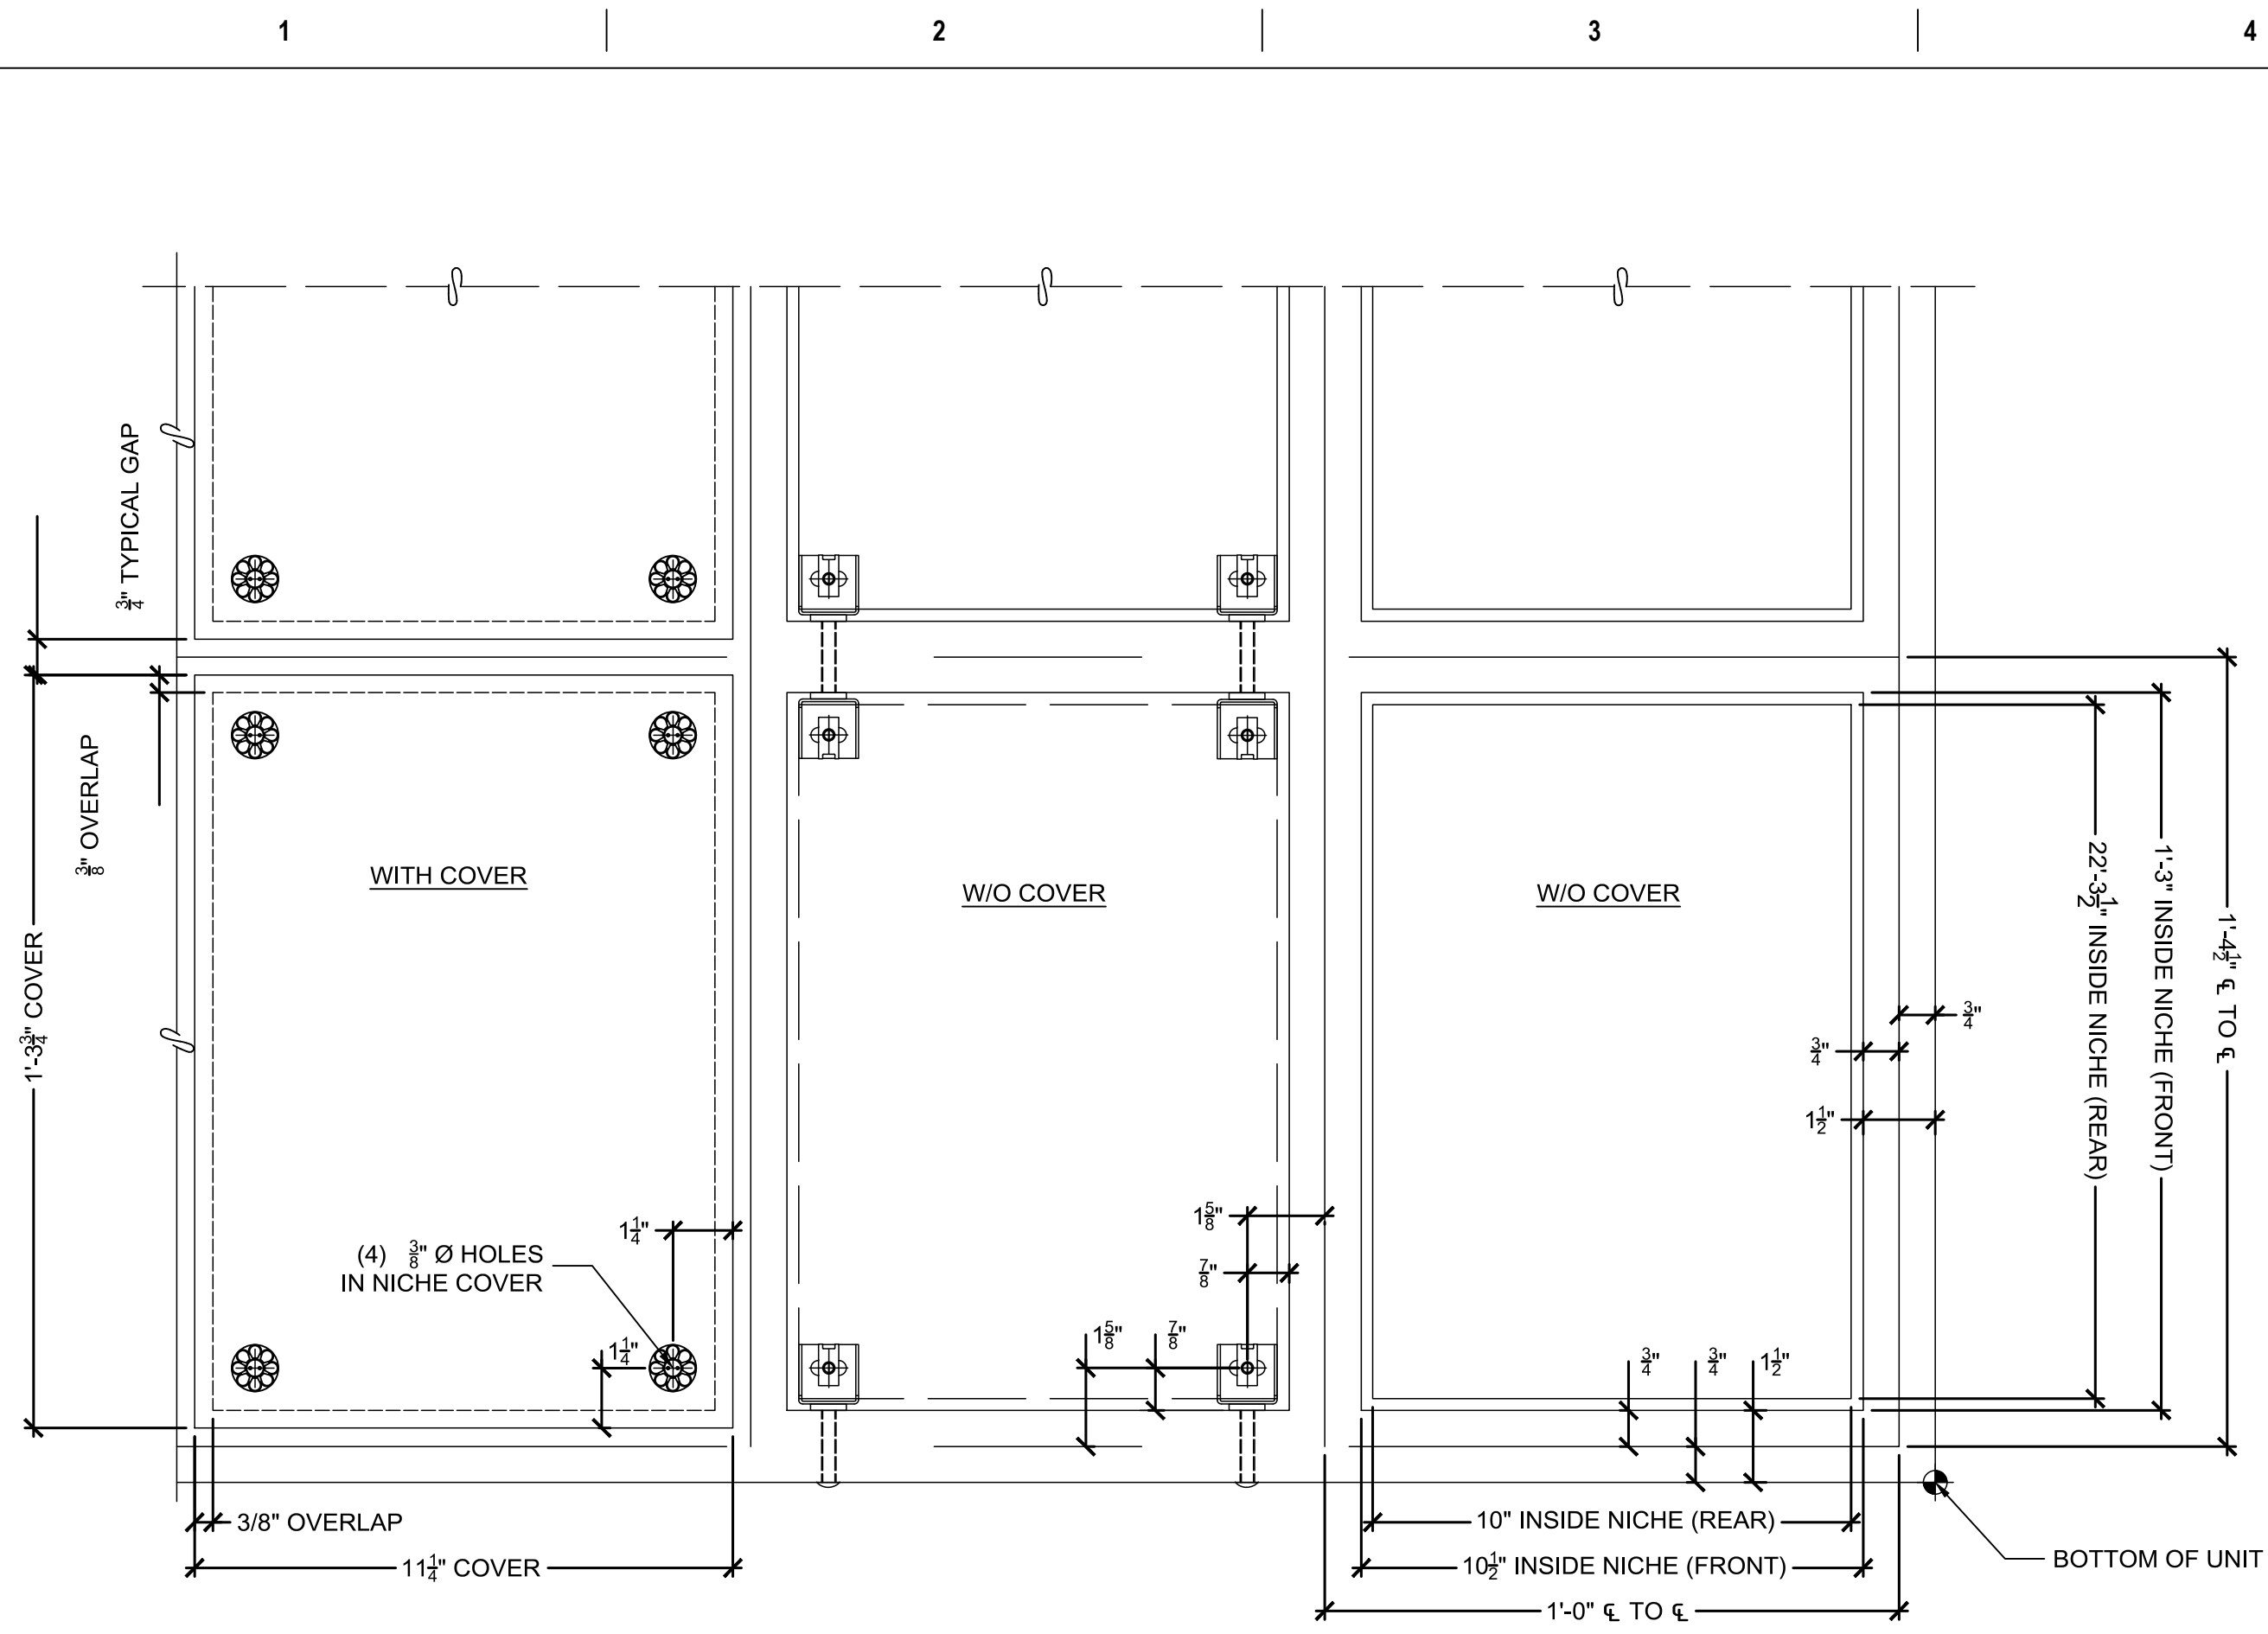 1
2
3
4
3/4" TYPICAL GAP
3/8" OVERLAP
1'-3 3/4" COVER
WITH COVER
W/O COVER
W/O COVER
22'-3 1/2" INSIDE NICHE (REAR)
1'-3" INSIDE NICHE (FRONT)
1'-4 1/2" ℄ TO ℄
3/4"
3/4"
1 1/2"
1 1/4"
(4) 3/8" Ø HOLES
IN NICHE COVER
1 1/4"
1 5/8"
7/8"
1 5/8"
7/8"
3/4"
3/4"
1 1/2"
3/8" OVERLAP
11 1/4" COVER
10" INSIDE NICHE (REAR)
10 1/2" INSIDE NICHE (FRONT)
1'-0" ℄ TO ℄
BOTTOM OF UNIT